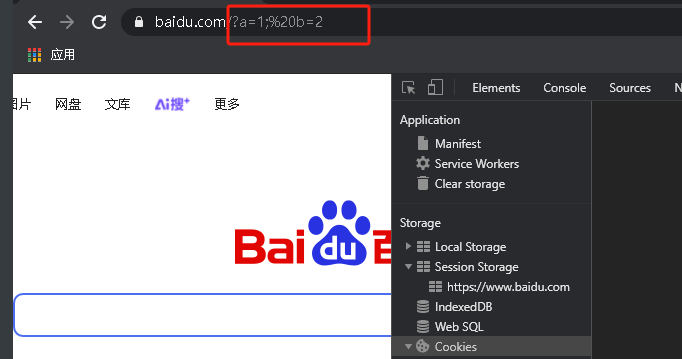 baidu.com/?a=1;%20b=2
应用
图片 网盘 文库 Ai搜+ 更多
Elements Console Sources N
Application
Manifest
Service Workers
Clear storage
Bai du 百
Storage
Local Storage
Session Storage
https://www.baidu.com
IndexedDB
Web SQL
Cookies